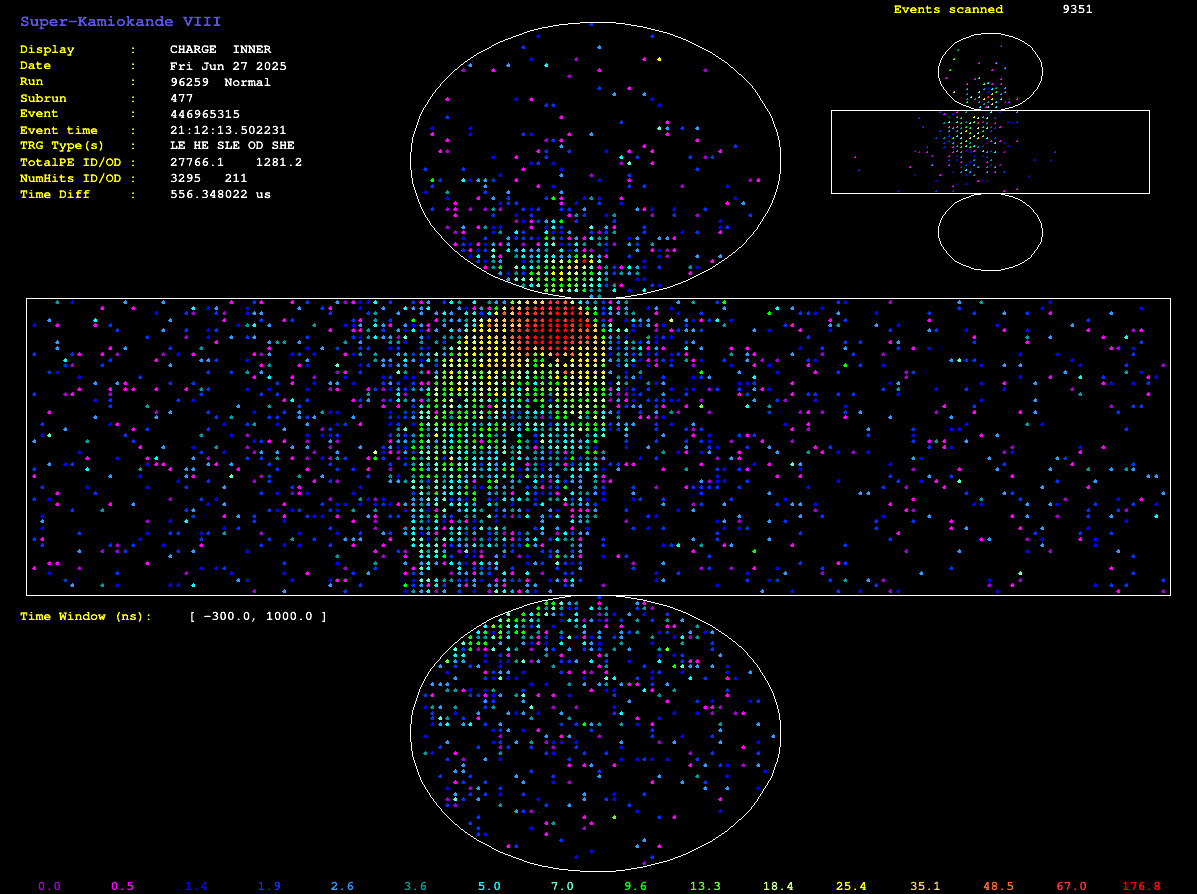 Super-Kamiokande VIII
Display : CHARGE INNER
Date : Fri Jun 27 2025
Run : 96259 Normal
Subrun : 477
Event : 446965315
Event time : 21:12:13.502231
TRG Type(s) : LE HE SLE OD SHE
TotalPE ID/OD : 27766.1 1281.2
NumHits ID/OD : 3295 211
Time Diff : 556.348022 us
Events scanned 9351
Time Window (ns): [ -300.0, 1000.0 ]
0.0 0.5 1.4 1.9 2.6 3.6 5.0 7.0 9.6 13.3 18.4 25.4 35.1 48.5 67.0 176.8